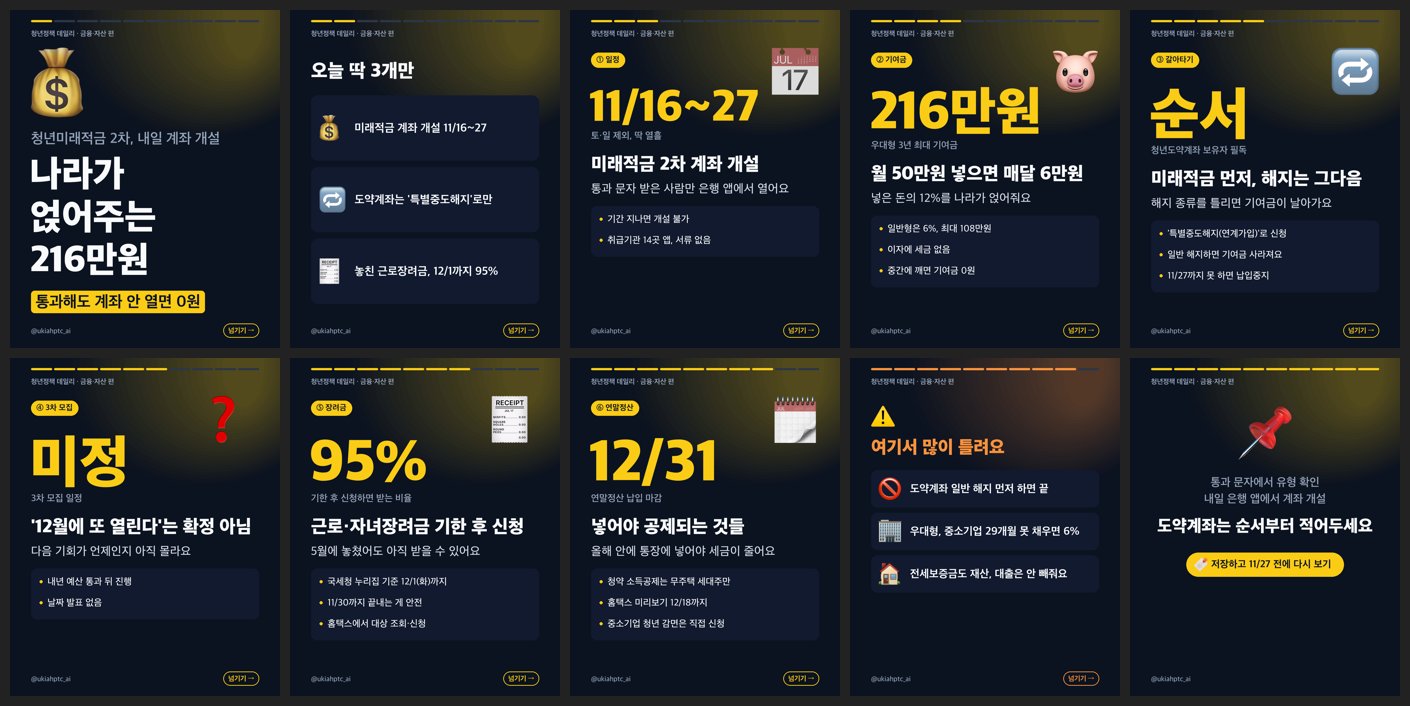 청년정책 데일리 · 금융·자산 편
청년미래적금 2차, 내일 계좌 개설
나라가
얹어주는
216만원
통과해도 계좌 안 열면 0원
@ukiahptc_ai
넘기기 →
청년정책 데일리 · 금융·자산 편
오늘 딱 3개만
미래적금 계좌 개설 11/16~27
도약계좌는 '특별중도해지'로만
RECEIPT
놓친 근로장려금, 12/1까지 95%
@ukiahptc_ai
넘기기 →
청년정책 데일리 · 금융·자산 편
① 일정
JUL
17
11/16~27
토·일 제외, 딱 열흘
미래적금 2차 계좌 개설
통과 문자 받은 사람만 은행 앱에서 열어요
• 기간 지나면 개설 불가
• 취급기관 14곳 앱, 서류 없음
@ukiahptc_ai
넘기기 →
청년정책 데일리 · 금융·자산 편
② 기여금
216만원
우대형 3년 최대 기여금
월 50만원 넣으면 매달 6만원
넣은 돈의 12%를 나라가 얹어줘요
• 일반형은 6%, 최대 108만원
• 이자에 세금 없음
• 중간에 깨면 기여금 0원
@ukiahptc_ai
넘기기 →
청년정책 데일리 · 금융·자산 편
③ 갈아타기
순서
청년도약계좌 보유자 필독
미래적금 먼저, 해지는 그다음
해지 종류를 틀리면 기여금이 날아가요
• '특별중도해지(연계가입)'로 신청
• 일반 해지하면 기여금 사라져요
• 11/27까지 못 하면 납입중지
@ukiahptc_ai
넘기기 →
청년정책 데일리 · 금융·자산 편
④ 3차 모집
미정
3차 모집 일정
'12월에 또 열린다'는 확정 아님
다음 기회가 언제인지 아직 몰라요
• 내년 예산 통과 뒤 진행
• 날짜 발표 없음
@ukiahptc_ai
넘기기 →
청년정책 데일리 · 금융·자산 편
⑤ 장려금
RECEIPT
95%
기한 후 신청하면 받는 비율
근로·자녀장려금 기한 후 신청
5월에 놓쳤어도 아직 받을 수 있어요
• 국세청 누리집 기준 12/1(화)까지
• 11/30까지 끝내는 게 안전
• 홈택스에서 대상 조회·신청
@ukiahptc_ai
넘기기 →
청년정책 데일리 · 금융·자산 편
⑥ 연말정산
12/31
연말정산 납입 마감
넣어야 공제되는 것들
올해 안에 통장에 넣어야 세금이 줄어요
• 청약 소득공제는 무주택 세대주만
• 홈택스 미리보기 12/18까지
• 중소기업 청년 감면은 직접 신청
@ukiahptc_ai
넘기기 →
청년정책 데일리 · 금융·자산 편
여기서 많이 틀려요
도약계좌 일반 해지 먼저 하면 끝
우대형, 중소기업 29개월 못 채우면 6%
전세보증금도 재산, 대출은 안 빼줘요
@ukiahptc_ai
넘기기 →
청년정책 데일리 · 금융·자산 편
통과 문자에서 유형 확인
내일 은행 앱에서 계좌 개설
도약계좌는 순서부터 적어두세요
저장하고 11/27 전에 다시 보기
@ukiahptc_ai